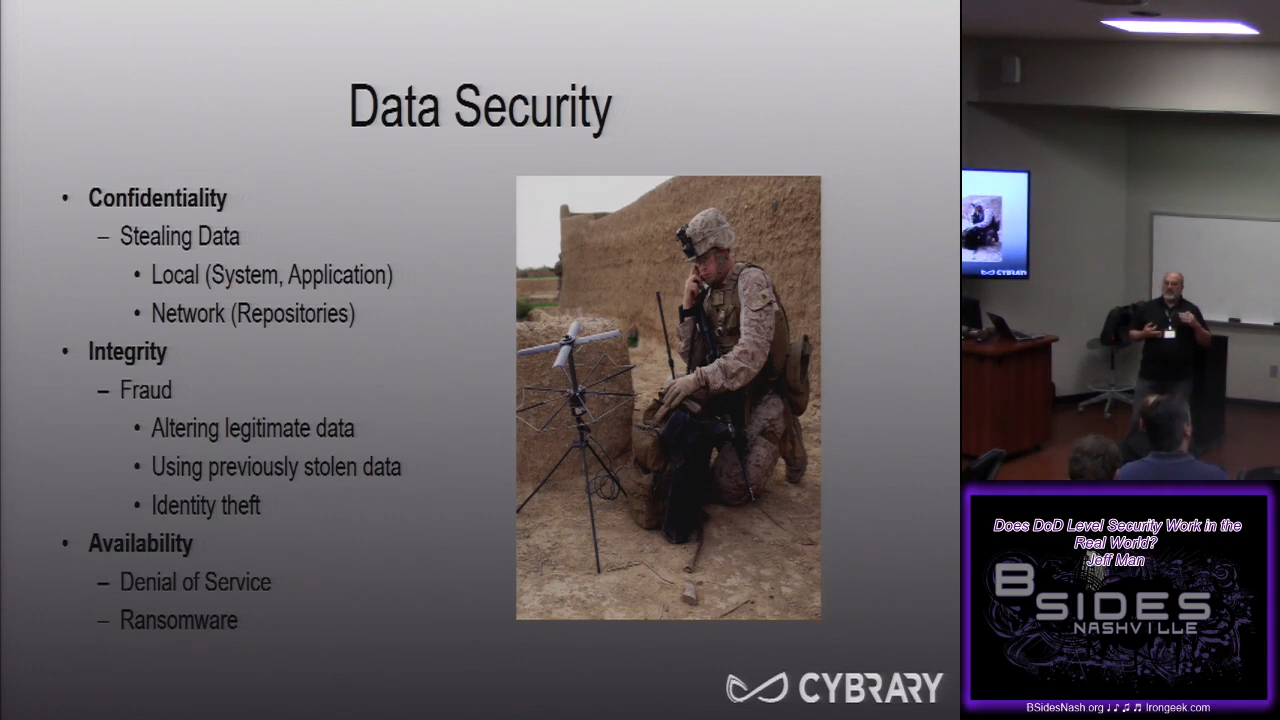 Data Security
• Confidentiality
– Stealing Data
• Local (System, Application)
• Network (Repositories)
• Integrity
– Fraud
• Altering legitimate data
• Using previously stolen data
• Identity theft
• Availability
– Denial of Service
– Ransomware
CYBRARY
CYBRARY
Does DoD Level Security Work in the
Real World?
Jeff Man
BSIDES
NASHVILLE
BSidesNash.org ♩ ♪ ♫ ♬ Irongeek.com